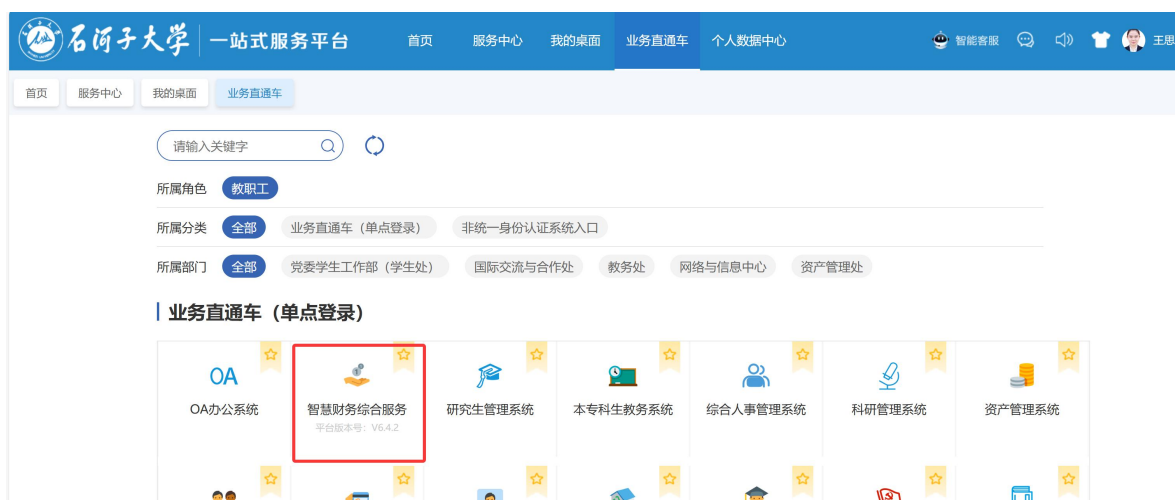 石河子大学 一站式服务平台 首页 服务中心 我的桌面 业务直通车 个人数据中心 智能客服 王思
首页 服务中心 我的桌面 业务直通车
请输入关键字
所属角色 教职工
所属分类 全部 业务直通车（单点登录） 非统一身份认证系统入口
所属部门 全部 党委学生工作部（学生处） 国际交流与合作处 教务处 网络与信息中心 资产管理处
业务直通车（单点登录）
OA
OA办公系统 智慧财务综合服务 研究生管理系统 本专科生教务系统 综合人事管理系统 科研管理系统 资产管理系统
平台版本号：V6.4.2